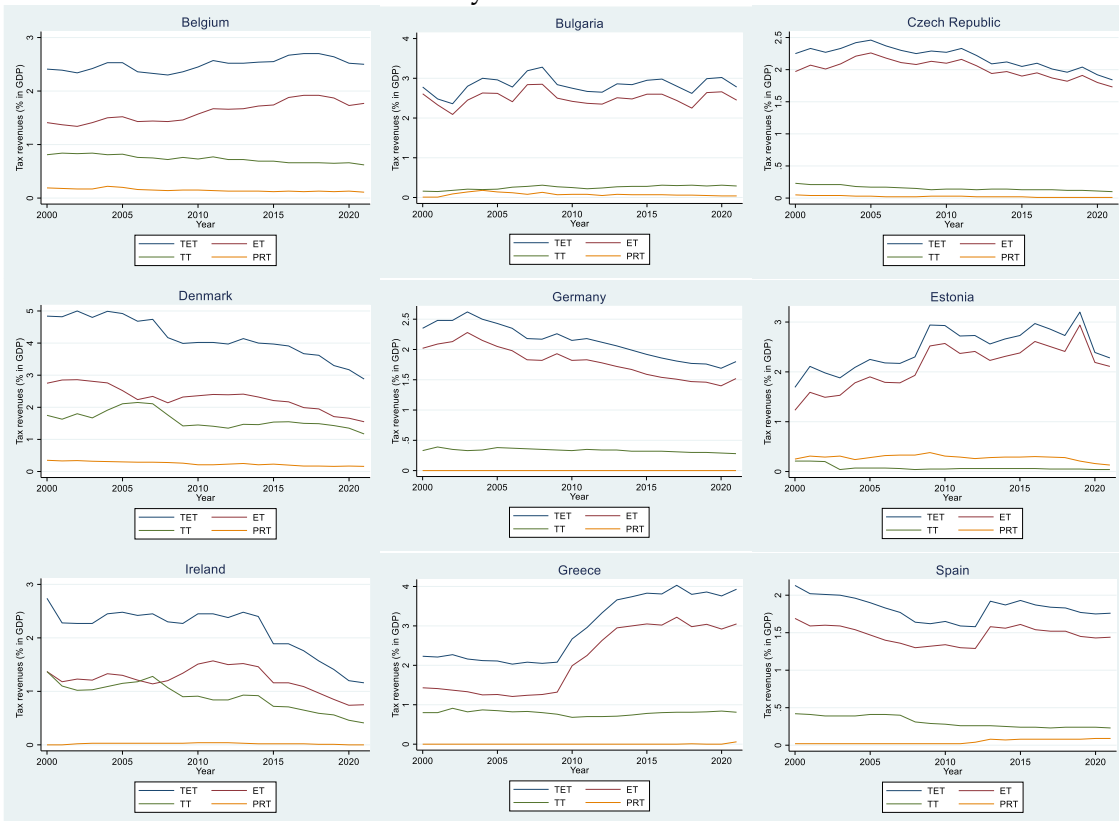 Belgium
Tax revenues (% in GDP)
3
2
1
0
2000 2005 2010 2015 2020
Year
TET ET
TT PRT
Bulgaria
Tax revenues (% in GDP)
4
3
2
1
0
2000 2005 2010 2015 2020
Year
TET ET
TT PRT
Czech Republic
Tax revenues (% in GDP)
2.5
2
1.5
1
.5
0
2000 2005 2010 2015 2020
Year
TET ET
TT PRT
Denmark
Tax revenues (% in GDP)
5
4
3
2
1
0
2000 2005 2010 2015 2020
Year
TET ET
TT PRT
Germany
Tax revenues (% in GDP)
2.5
2
1.5
1
.5
0
2000 2005 2010 2015 2020
Year
TET ET
TT PRT
Estonia
Tax revenues (% in GDP)
3
2
1
0
2000 2005 2010 2015 2020
Year
TET ET
TT PRT
Ireland
Tax revenues (% in GDP)
3
2
1
0
2000 2005 2010 2015 2020
Year
TET ET
TT PRT
Greece
Tax revenues (% in GDP)
4
3
2
1
0
2000 2005 2010 2015 2020
Year
TET ET
TT PRT
Spain
Tax revenues (% in GDP)
2
1.5
1
.5
0
2000 2005 2010 2015 2020
Year
TET ET
TT PRT